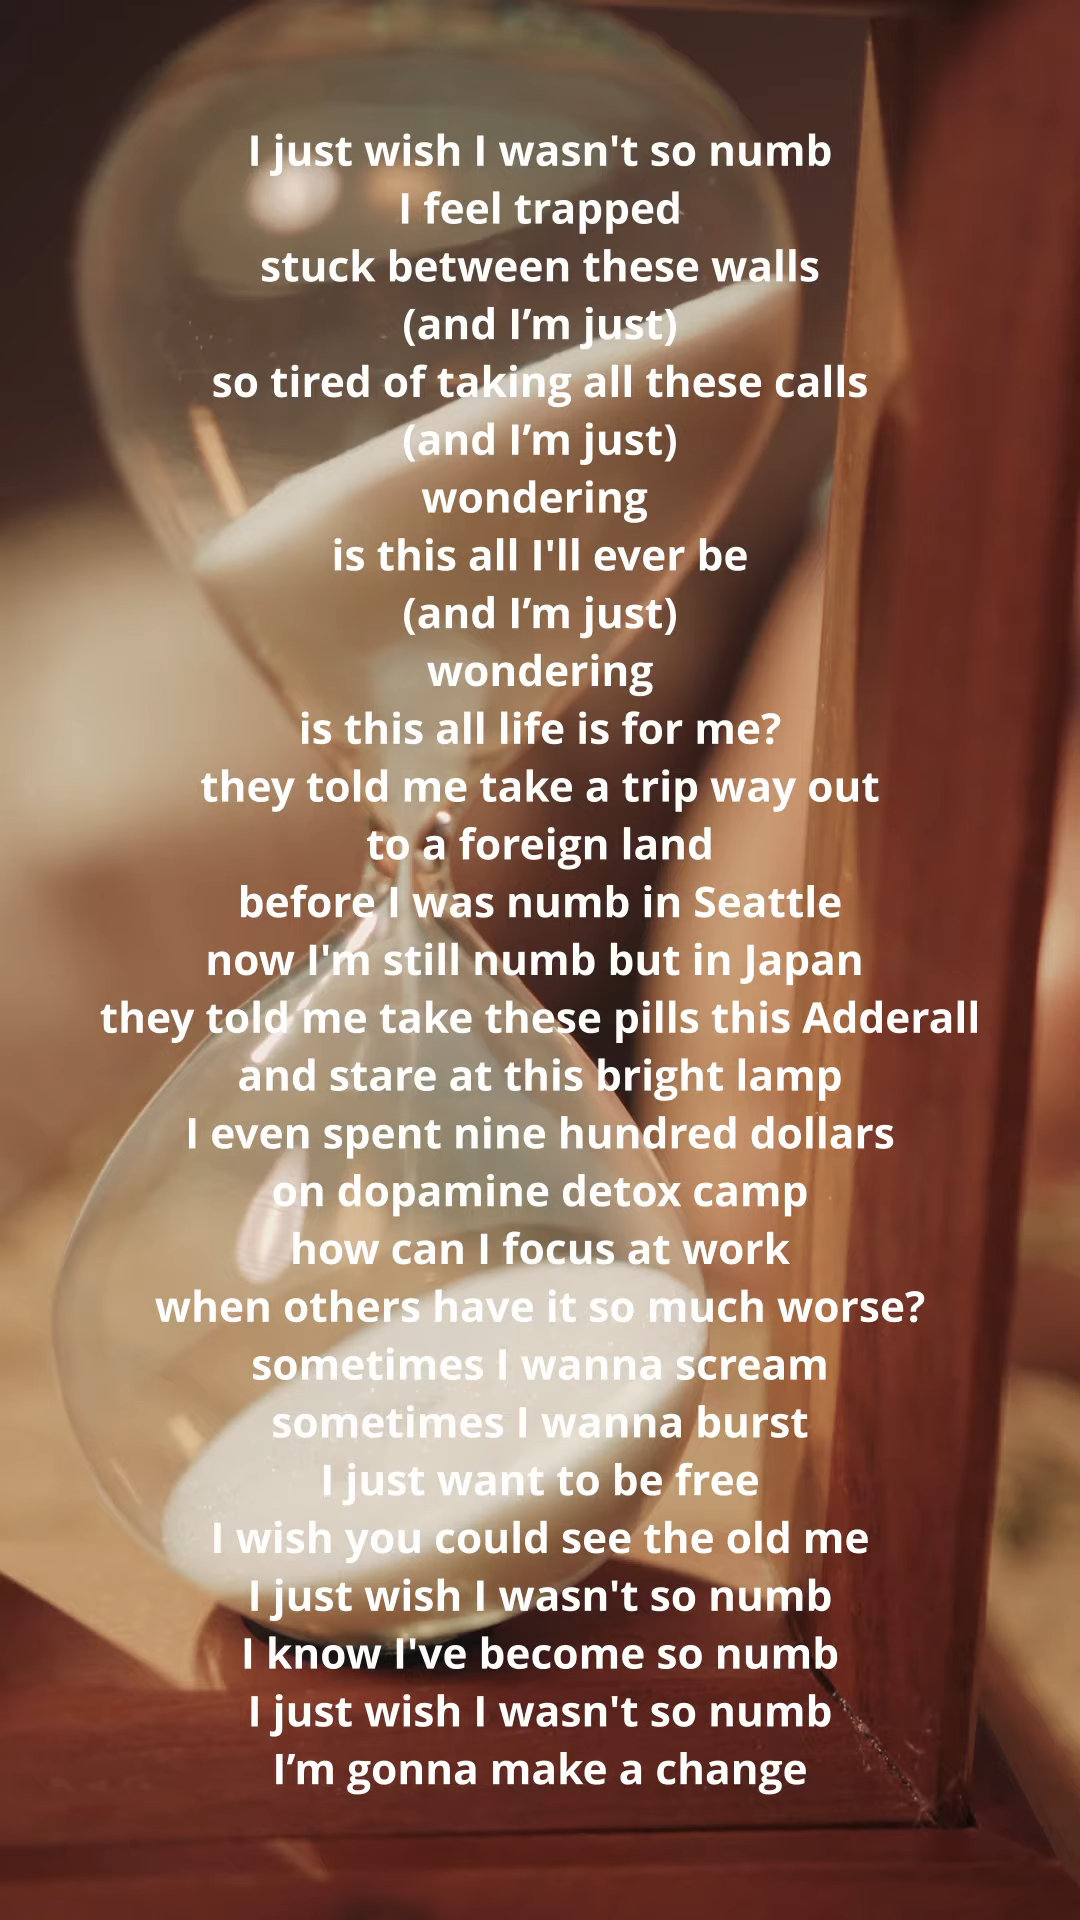 I just wish I wasn't so numb
I feel trapped
stuck between these walls
(and I’m just)
so tired of taking all these calls
(and I’m just)
wondering
is this all I'll ever be
(and I’m just)
wondering
is this all life is for me?
they told me take a trip way out
to a foreign land
before I was numb in Seattle
now I'm still numb but in Japan
they told me take these pills this Adderall
and stare at this bright lamp
I even spent nine hundred dollars
on dopamine detox camp
how can I focus at work
when others have it so much worse?
sometimes I wanna scream
sometimes I wanna burst
I just want to be free
I wish you could see the old me
I just wish I wasn't so numb
I know I've become so numb
I just wish I wasn't so numb
I’m gonna make a change